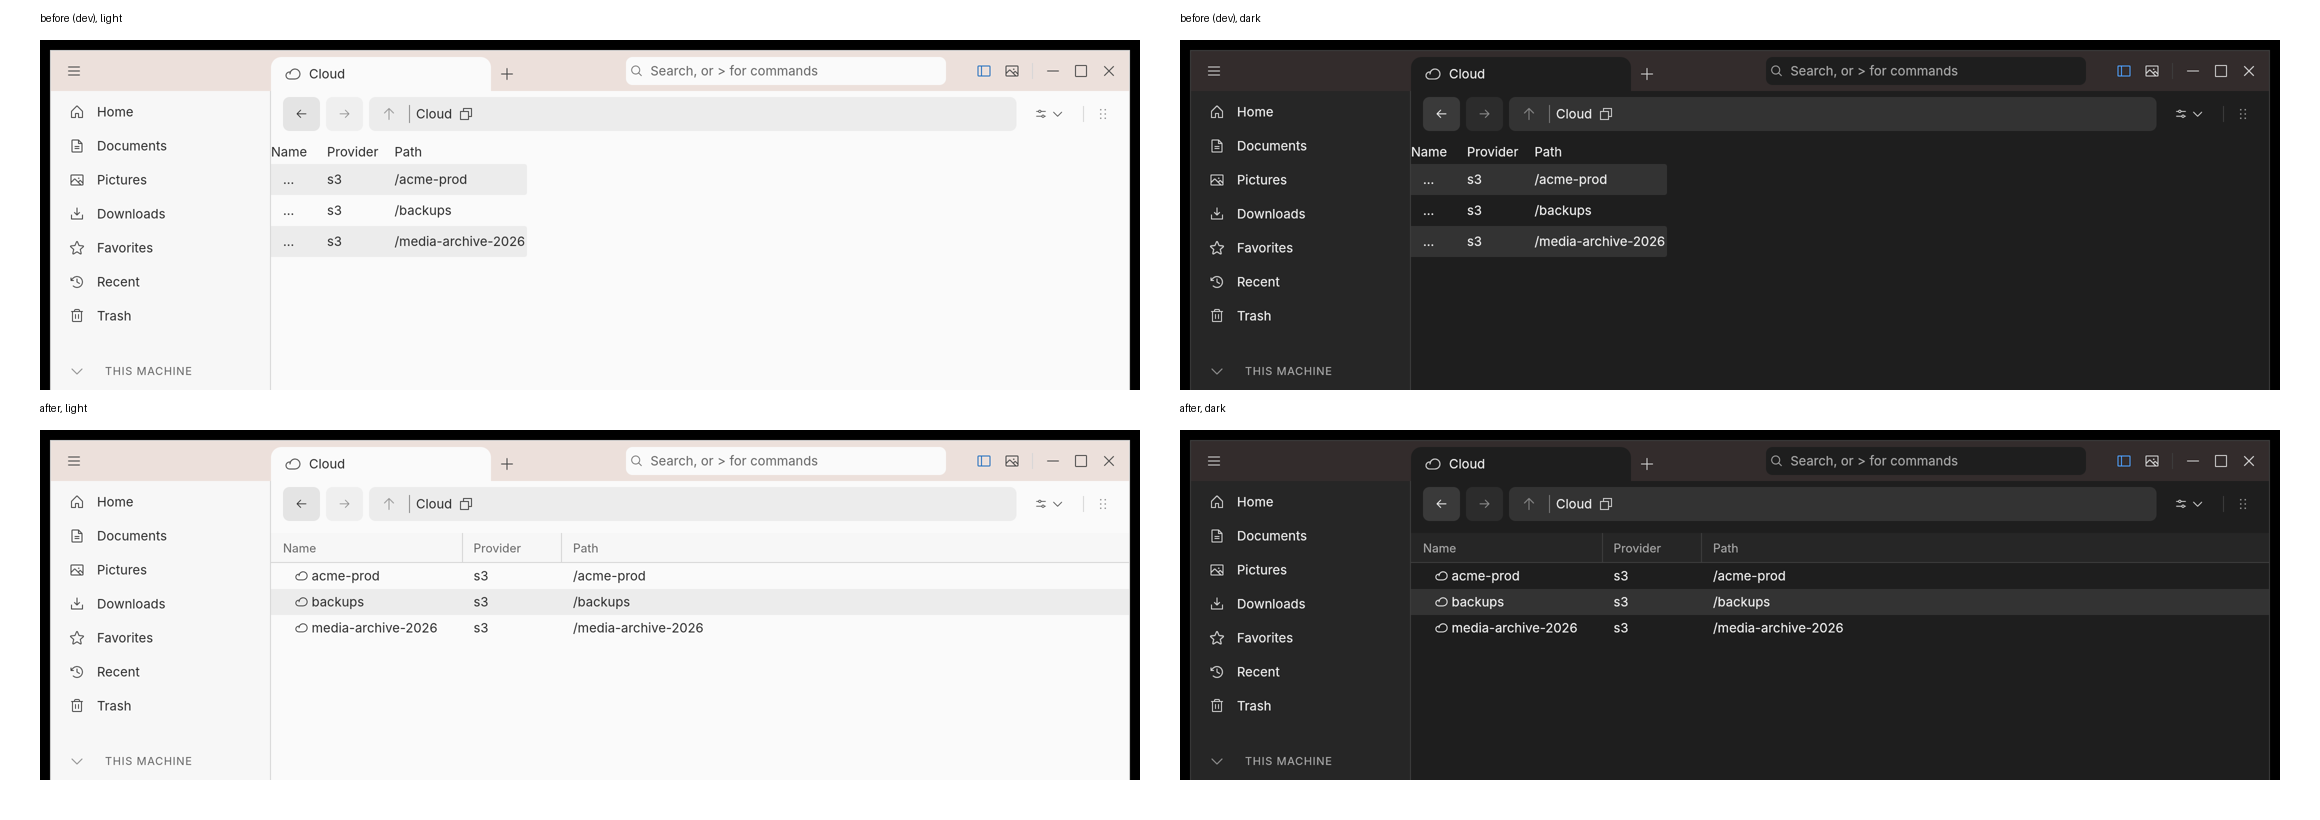 before (dev), light
Cloud
Search, or > for commands
Home
Documents
Pictures
Downloads
Favorites
Recent
Trash
THIS MACHINE
Cloud
Name Provider Path
... s3 /acme-prod
... s3 /backups
... s3 /media-archive-2026
before (dev), dark
Cloud
Search, or > for commands
Home
Documents
Pictures
Downloads
Favorites
Recent
Trash
THIS MACHINE
Cloud
Name Provider Path
... s3 /acme-prod
... s3 /backups
... s3 /media-archive-2026
after, light
Cloud
Search, or > for commands
Home
Documents
Pictures
Downloads
Favorites
Recent
Trash
THIS MACHINE
Cloud
Name Provider Path
acme-prod s3 /acme-prod
backups s3 /backups
media-archive-2026 s3 /media-archive-2026
after, dark
Cloud
Search, or > for commands
Home
Documents
Pictures
Downloads
Favorites
Recent
Trash
THIS MACHINE
Cloud
Name Provider Path
acme-prod s3 /acme-prod
backups s3 /backups
media-archive-2026 s3 /media-archive-2026